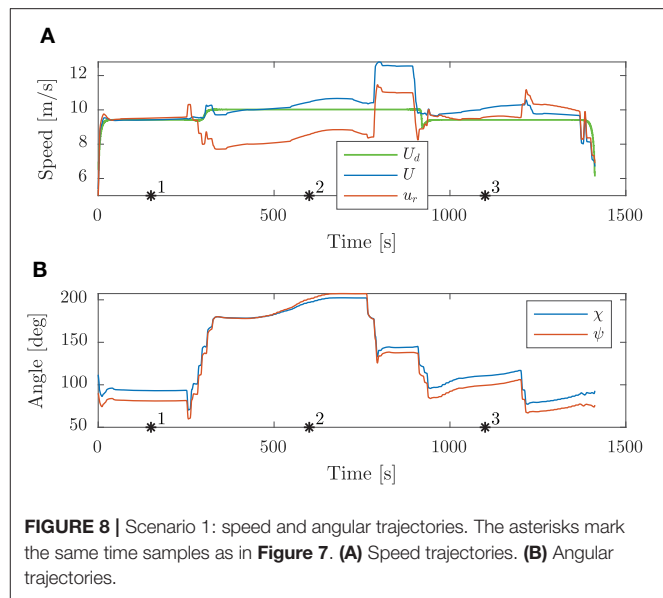 A
Speed [m/s]
12
10
8
6
U_d
U
u_r
1
2
3
0
500
1000
1500
Time [s]
B
Angle [deg]
200
150
100
50
χ
ψ
1
2
3
0
500
1000
1500
Time [s]
FIGURE 8 | Scenario 1: speed and angular trajectories. The asterisks mark
the same time samples as in Figure 7. (A) Speed trajectories. (B) Angular
trajectories.